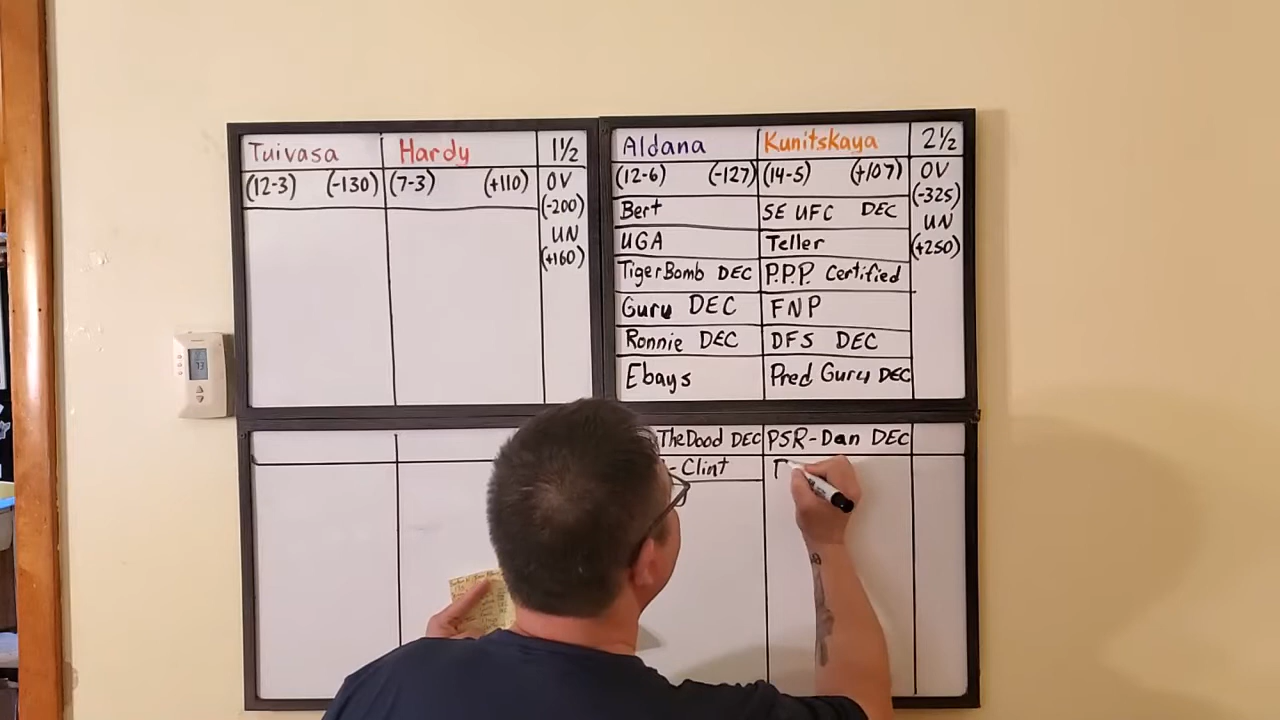 Tuivasa Hardy 1½
(12-3) (-130) (7-3) (+110) OV
(-200)
UN
(+160)
Aldana Kunitskaya 2½
(12-6) (-127) (14-5) (+107) OV
(-325)
UN
(+250)
Bert SE UFC DEC
UGA Teller
TigerBomb DEC P.P.P. Certified
Guru DEC FNP
Ronnie DEC DFS DEC
Ebays Pred Guru DEC
TheDood DEC PSR-Dan DEC
-Clint
73